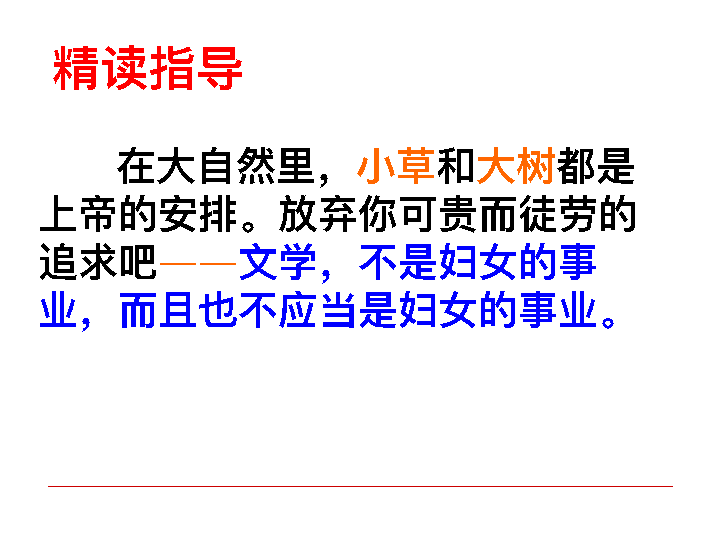 精读指导
在大自然里，小草和大树都是
上帝的安排。放弃你可贵而徒劳的
追求吧——文学，不是妇女的事
业，而且也不应当是妇女的事业。